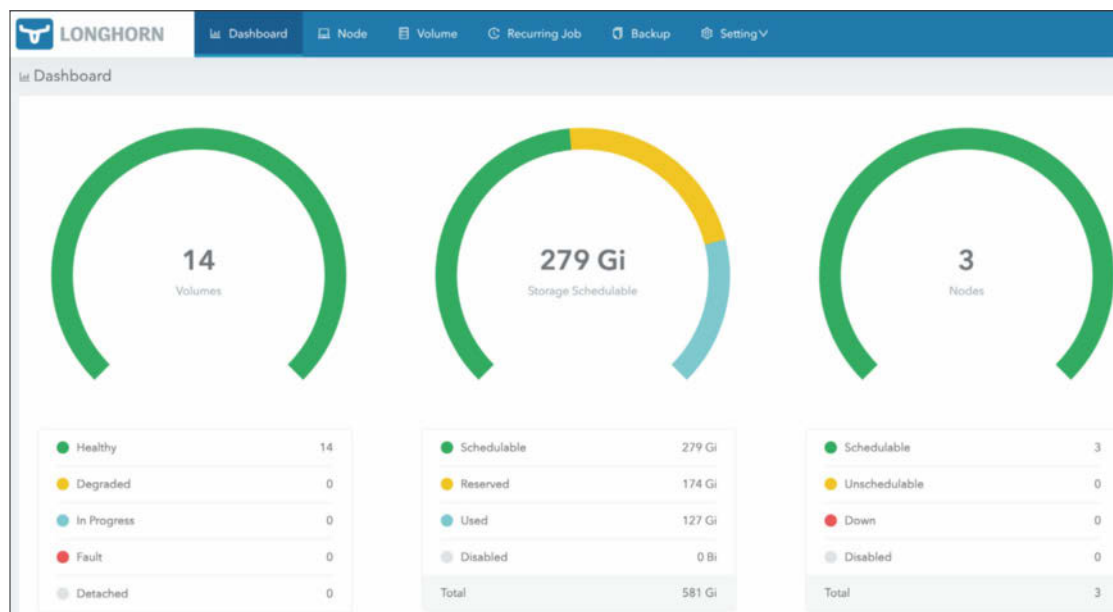 LONGHORN Dashboard Node Volume Recurring Job Backup Setting
Dashboard
14
Volumes
279 Gi
Storage Schedulable
3
Nodes
Healthy 14
Degraded 0
In Progress 0
Fault 0
Detached 0
Schedulable 279 Gi
Reserved 174 Gi
Used 127 Gi
Disabled 0 Bi
Total 581 Gi
Schedulable 3
Unschedulable 0
Down 0
Disabled 0
Total 3